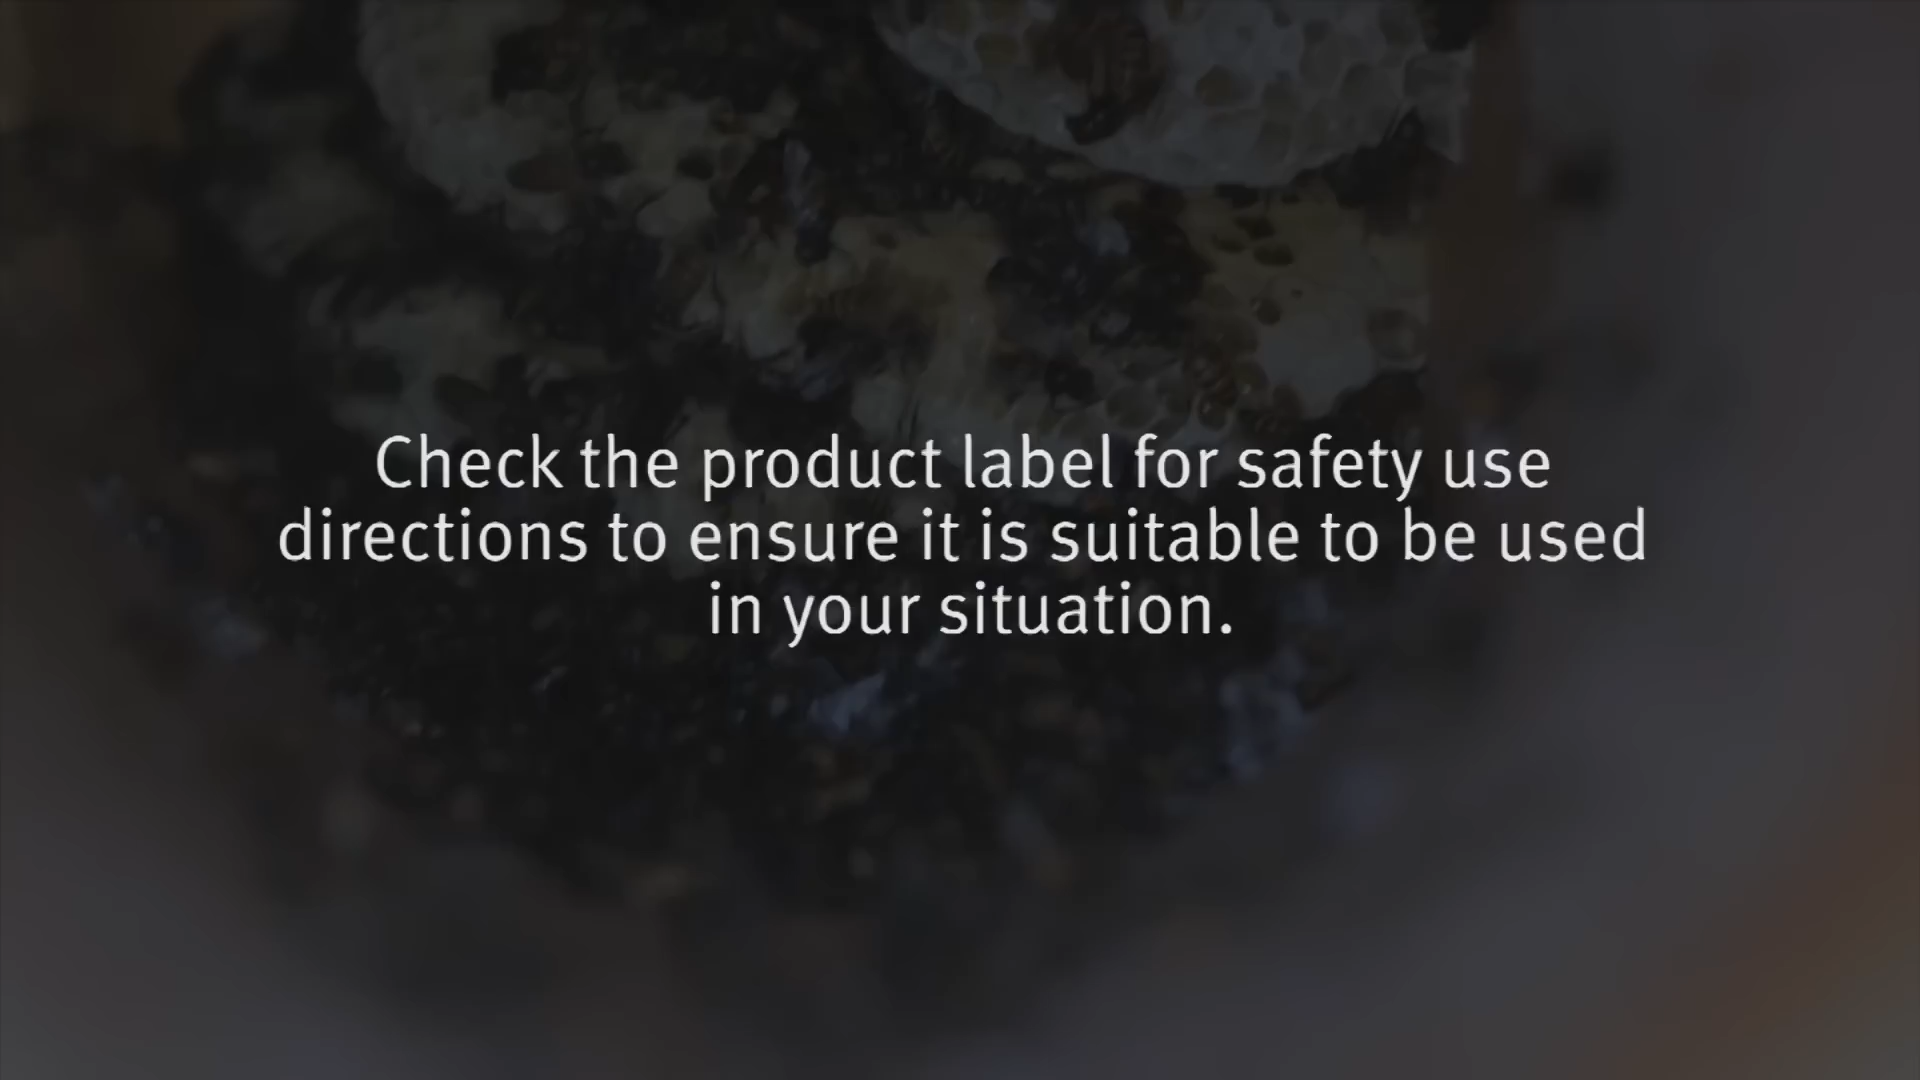 Check the product label for safety use
directions to ensure it is suitable to be used
in your situation.